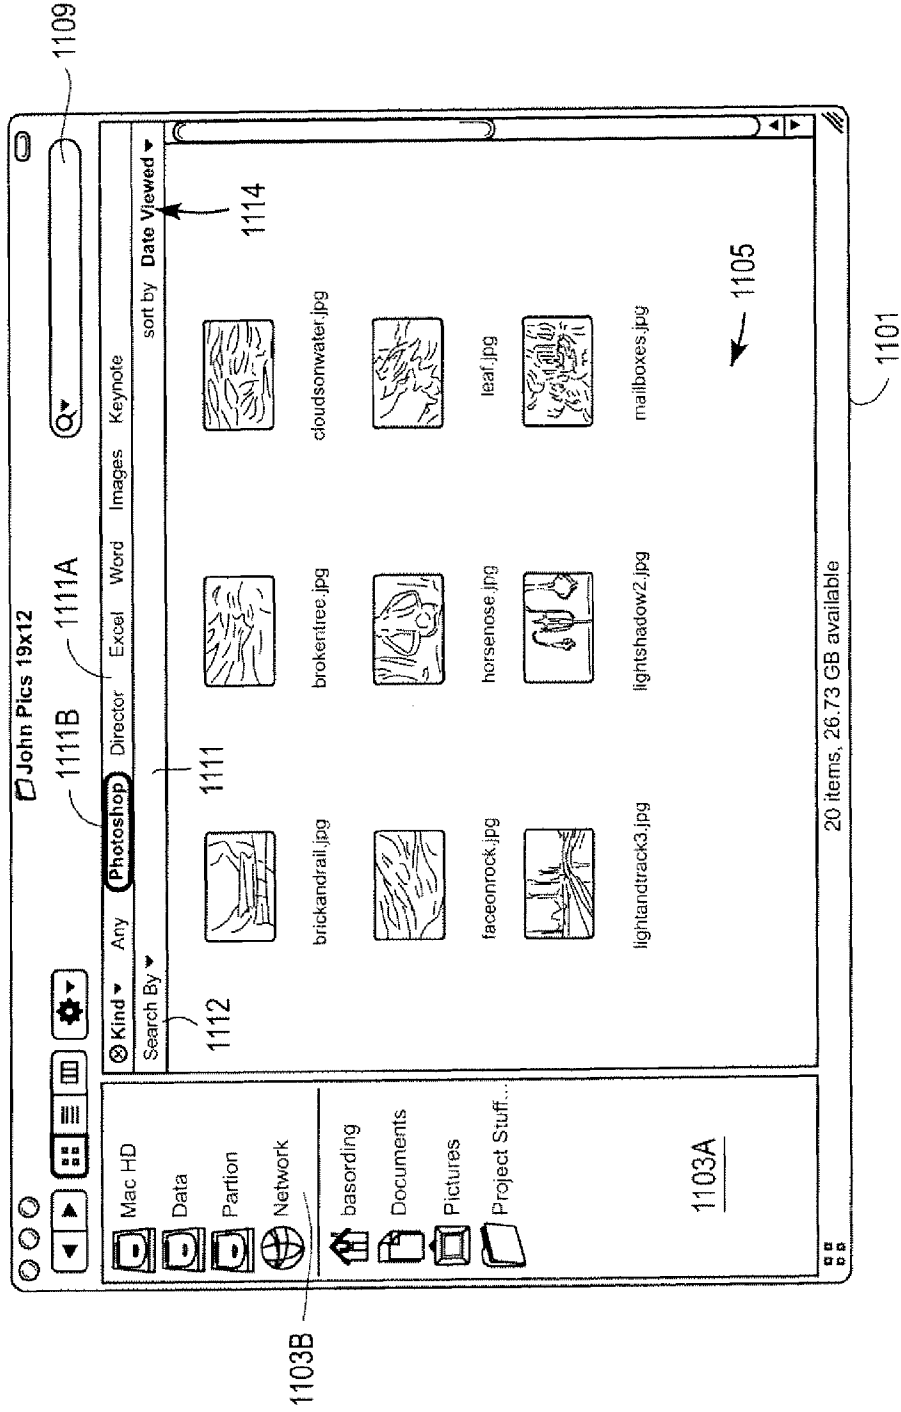 John Pics 19x12
1109
1111B
1111A
Kind Any Photoshop Director Excel Word Images Keynote
Search By
sort by Date Viewed
1112
1111
1114
Mac HD
Data
Partion
Network
basording
Documents
Pictures
Project Stuff...
1103A
1103B
brickandrail.jpg brokentree.jpg cloudsonwater.jpg
faceonrock.jpg horsenose.jpg leaf.jpg
lightandtrack3.jpg lightshadow2.jpg mailboxes.jpg
1105
20 items, 26.73 GB available
1101